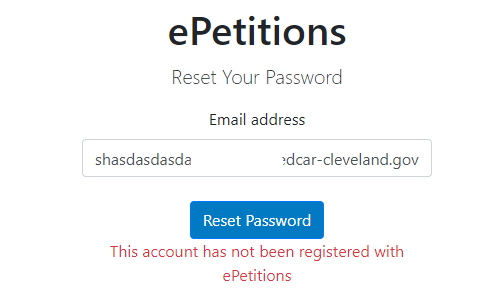 ePetitions
Reset Your Password
Email address
shasdasdasda edcar-cleveland.gov
Reset Password
This account has not been registered with
ePetitions